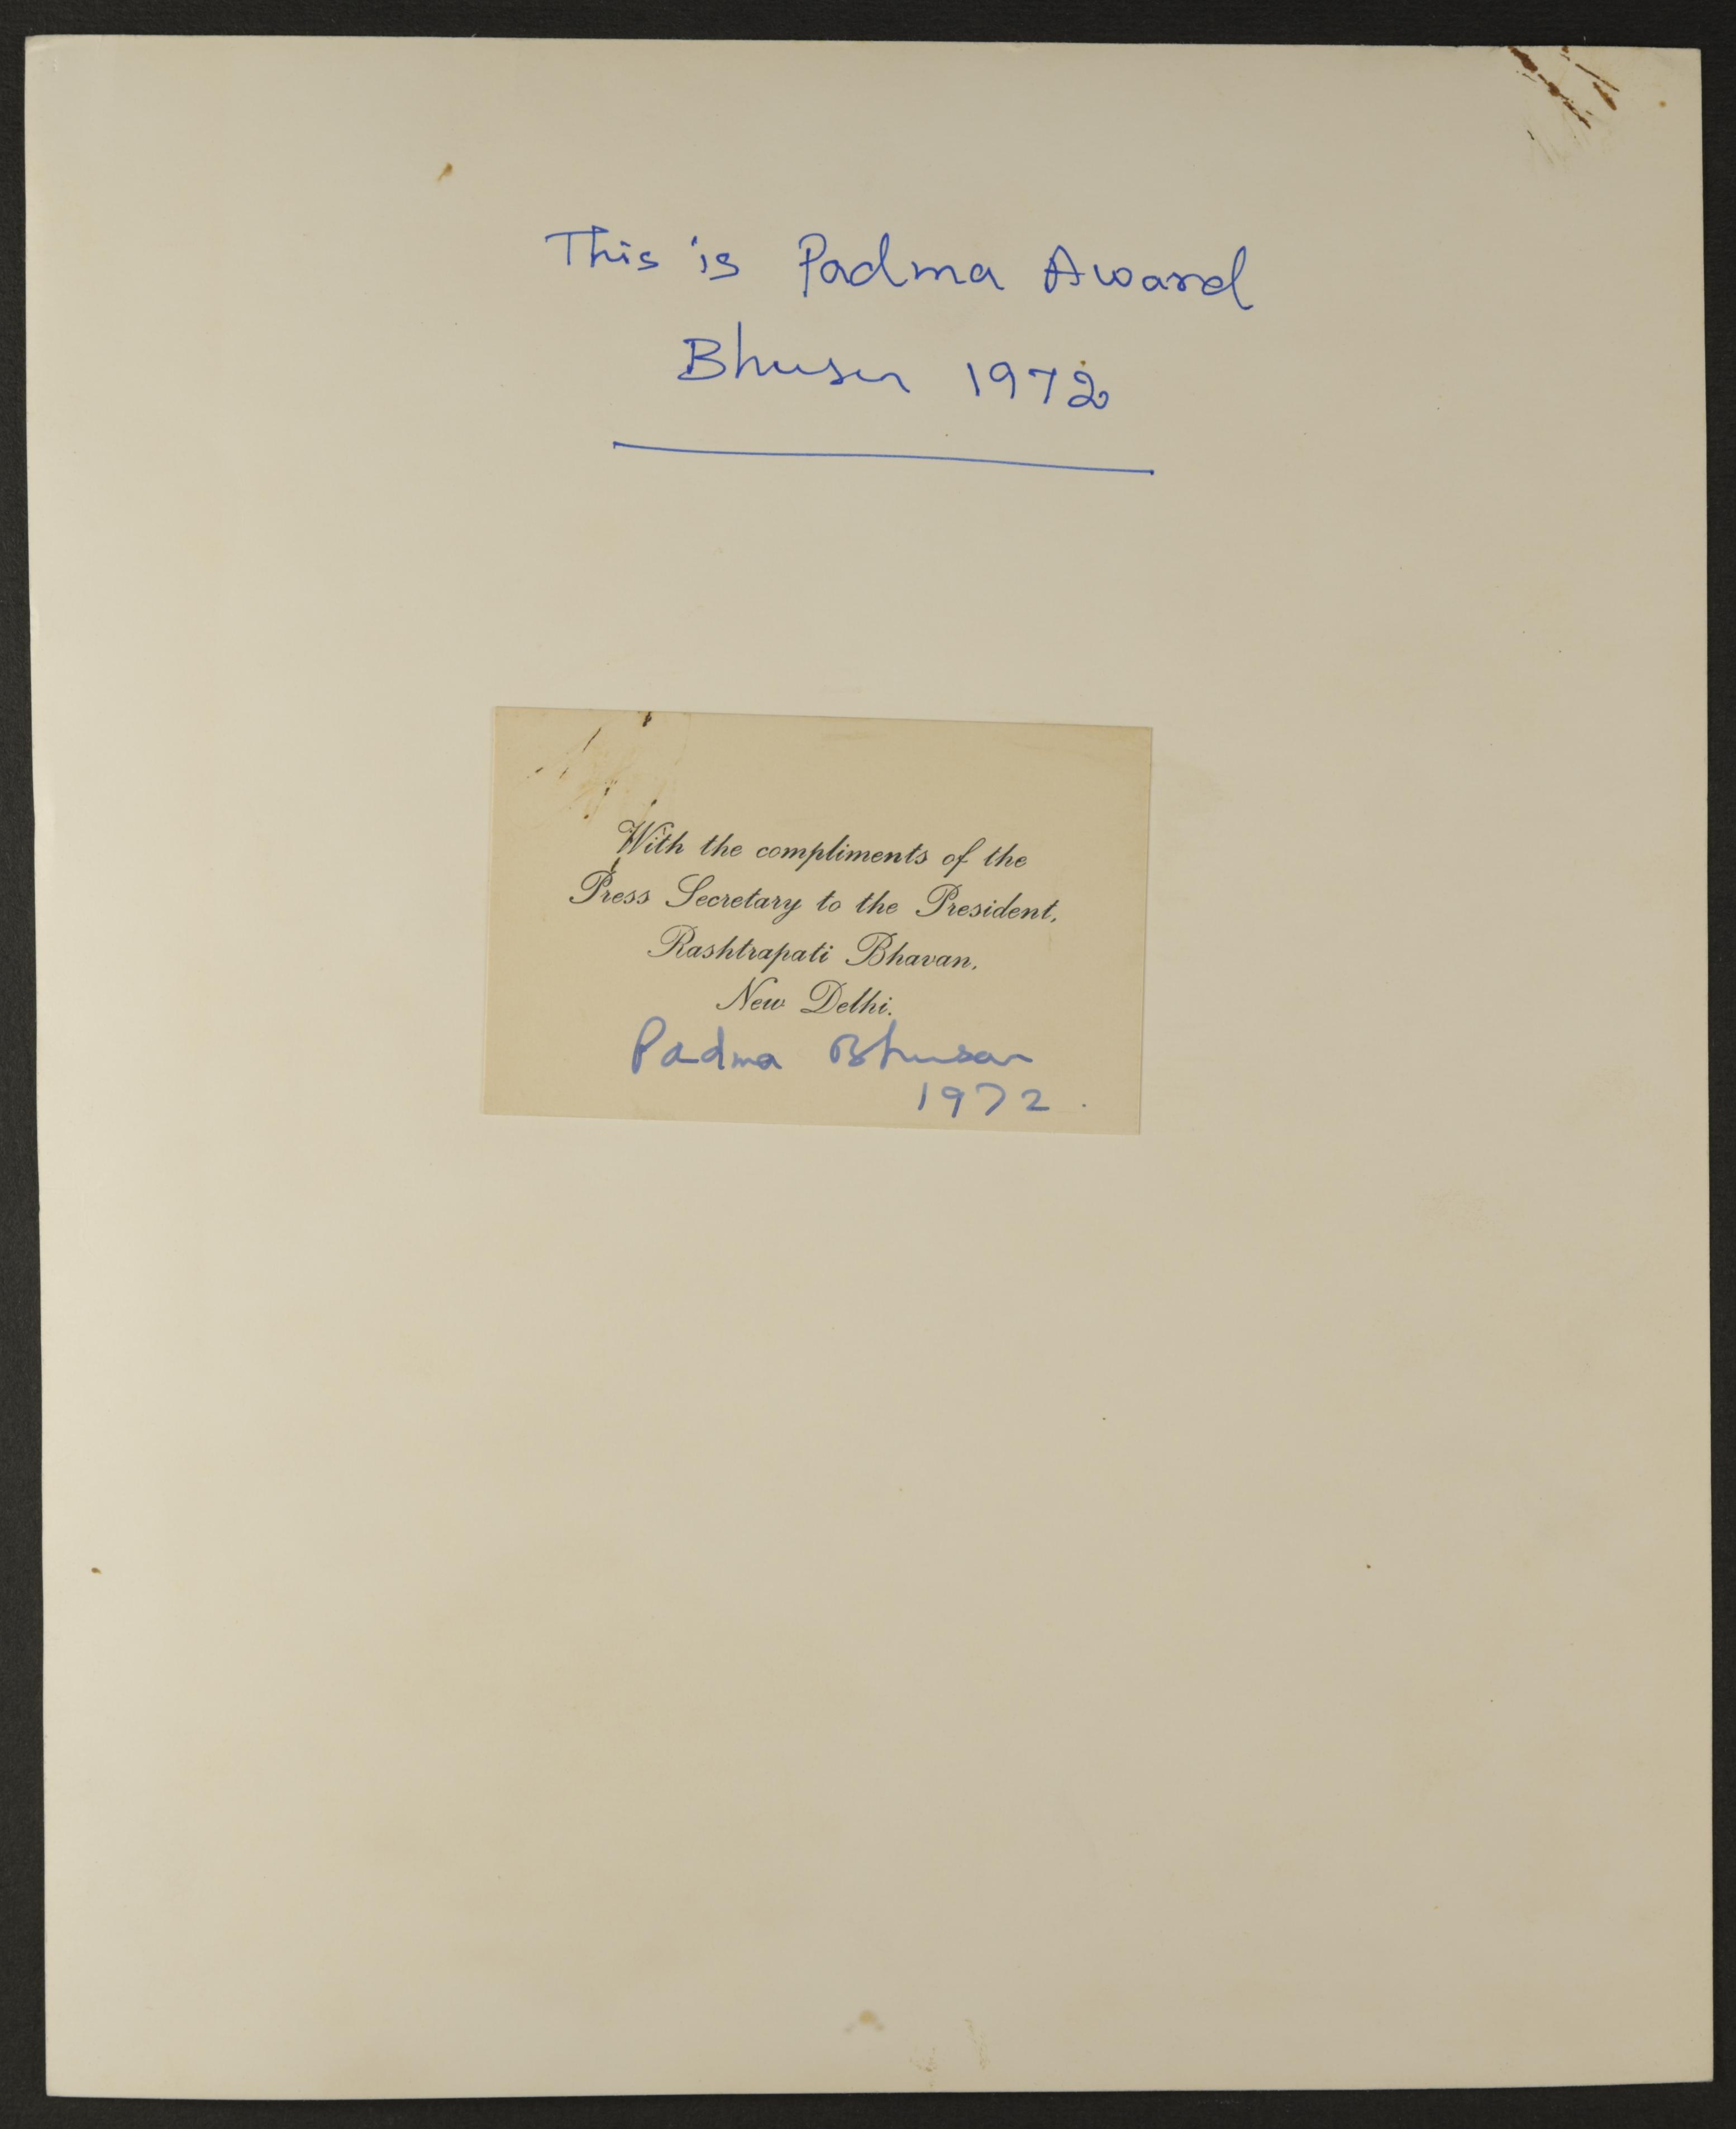 This is Padma Award
Bhusan 1972
With the compliments of the
Press Secretary to the President,
Rashtrapati Bhavan,
New Delhi.
Padma Bhusan
1972.